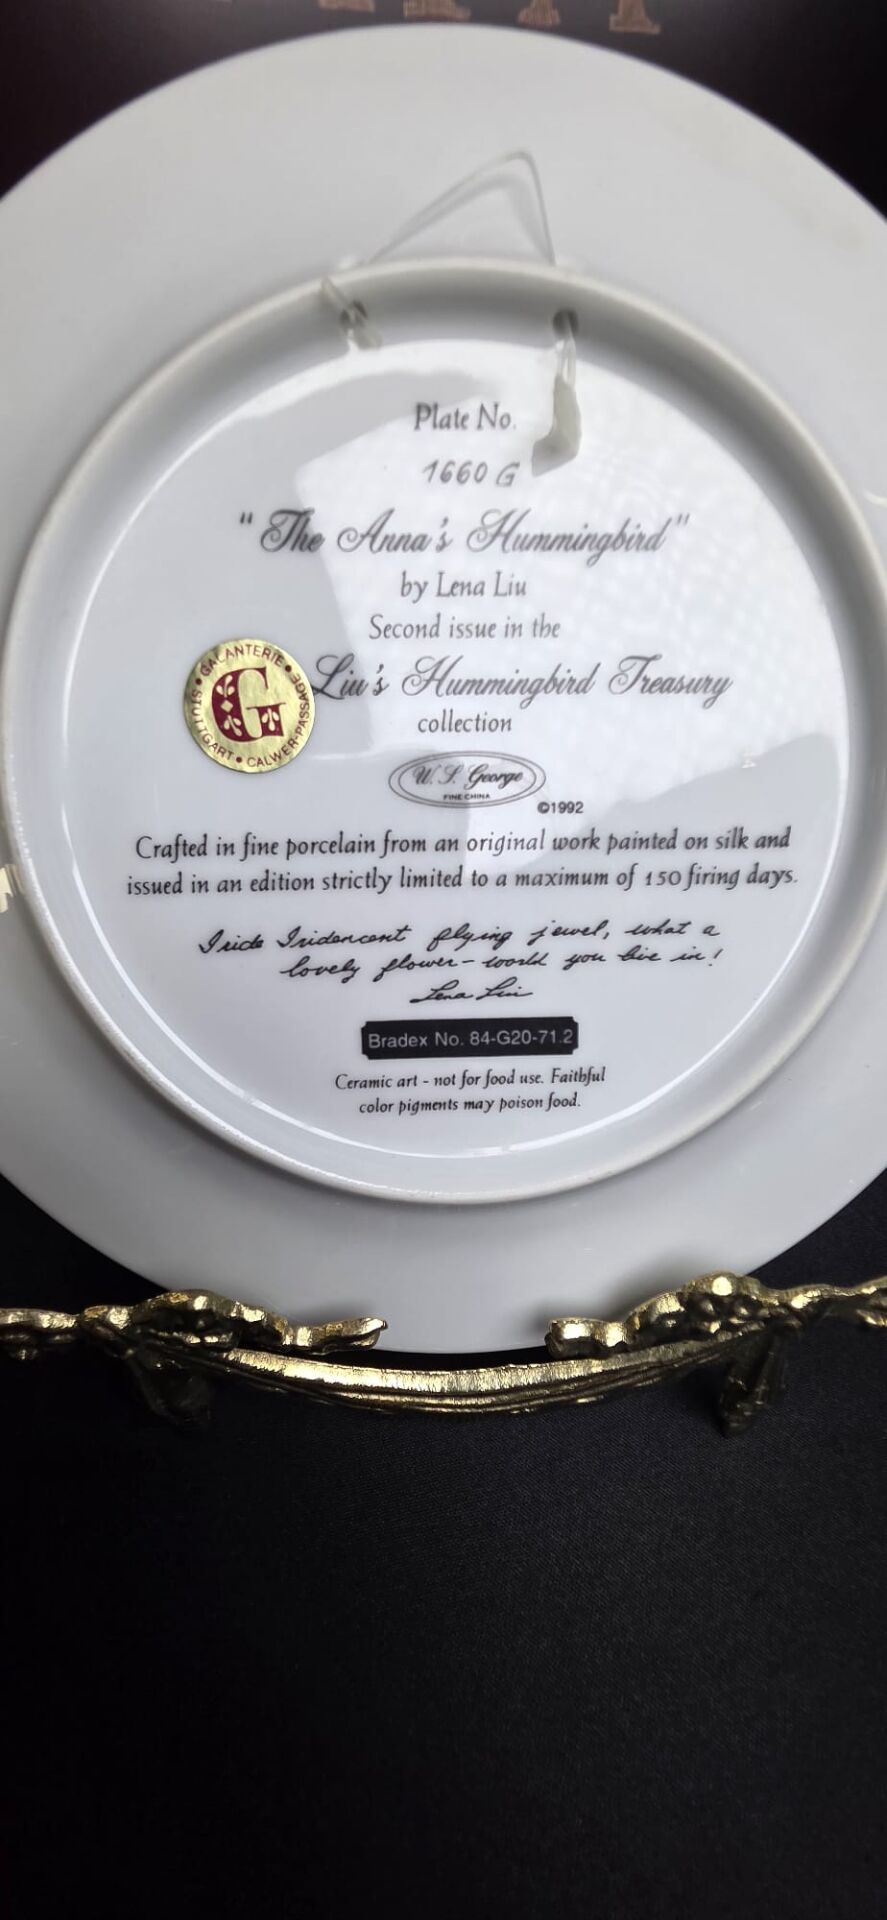 Plate No.
1660 G
"The Anna's Hummingbird"
by Lena Liu
Second issue in the
Liu's Hummingbird Treasury
collection
GALANTERIE • CALWER-PASSAGE • STUTTGART •
G
W. S. George
FINE CHINA
©1992
Crafted in fine porcelain from an original work painted on silk and
issued in an edition strictly limited to a maximum of 150 firing days.
Iridescent flying jewel, what a
lovely flower-world you live in!
Lena Liu
Bradex No. 84-G20-71.2
Ceramic art - not for food use. Faithful
color pigments may poison food.